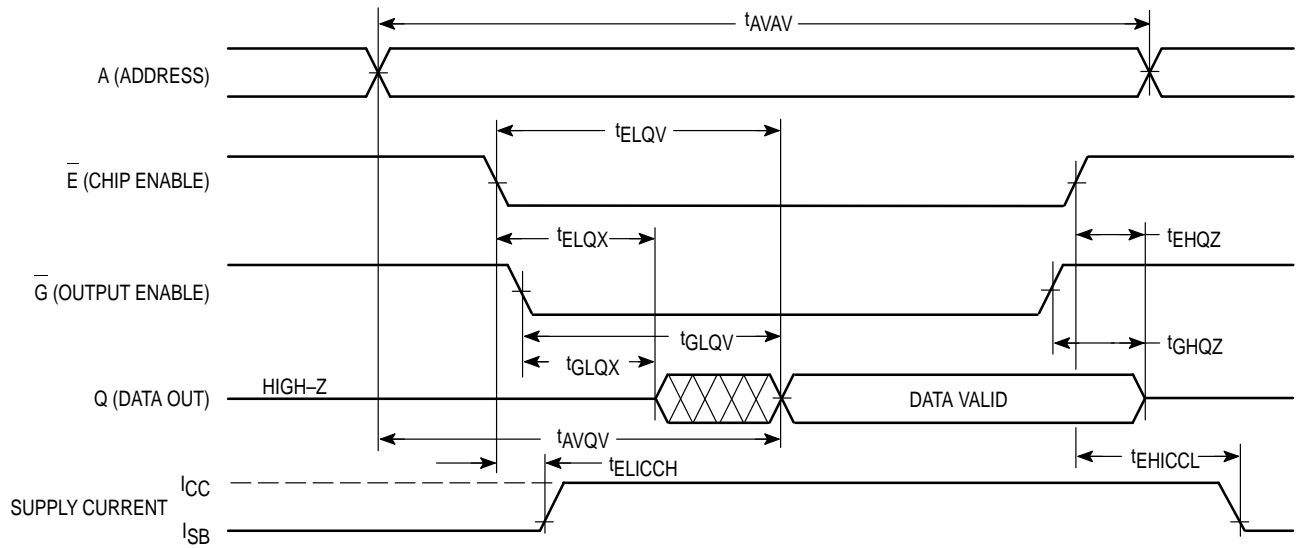 tAVAV
A (ADDRESS)
tELQV
E (CHIP ENABLE)
tELQX
tEHQZ
G (OUTPUT ENABLE)
tGLQV
tGHQZ
tGLQX
HIGH–Z
Q (DATA OUT)
DATA VALID
tAVQV
tELICCH
tEHICCL
ICC
SUPPLY CURRENT
ISB